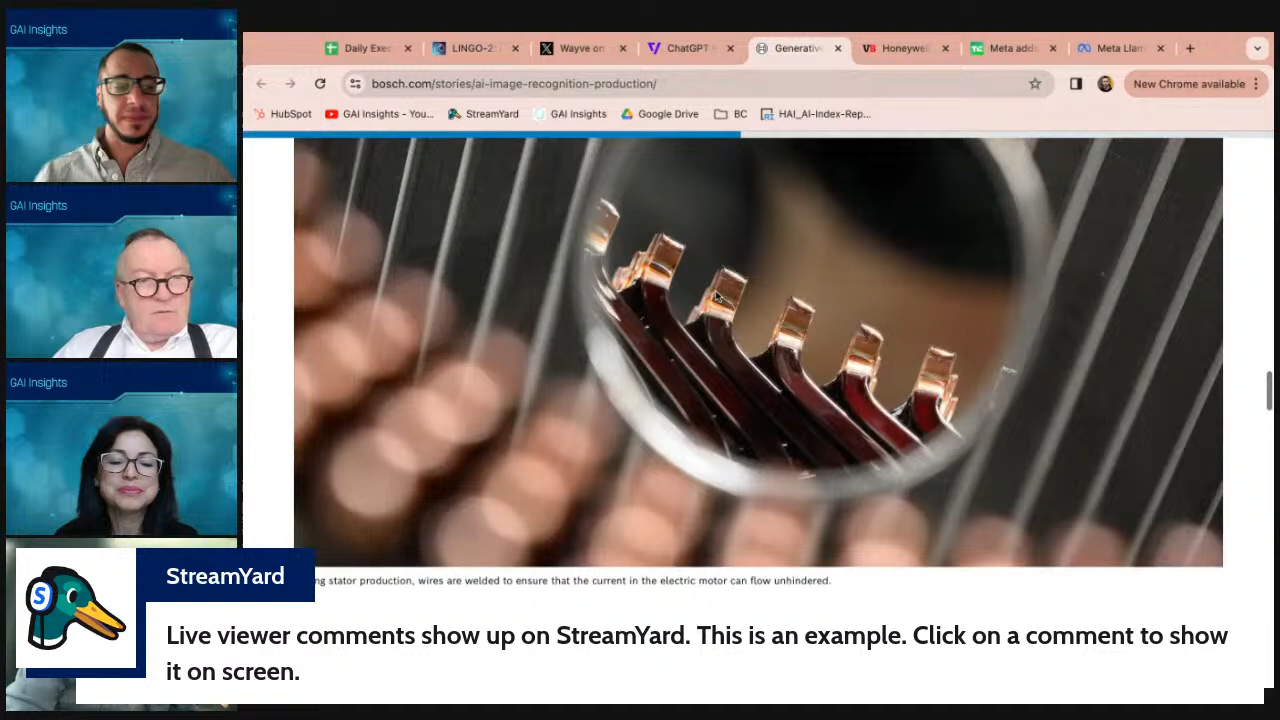 GAI Insights
GAI Insights
GAI Insights
Daily Exec
LINGO-2:
Wayve on
ChatGPT
Generative
Honeywel
Meta adds
Meta Llam
bosch.com/stories/ai-image-recognition-production/
New Chrome available
HubSpot
GAI Insights - You...
StreamYard
GAI Insights
Google Drive
BC
HAI_AI-Index-Rep...
ng stator production, wires are welded to ensure that the current in the electric motor can flow unhindered.
S
StreamYard
Live viewer comments show up on StreamYard. This is an example. Click on a comment to show
it on screen.